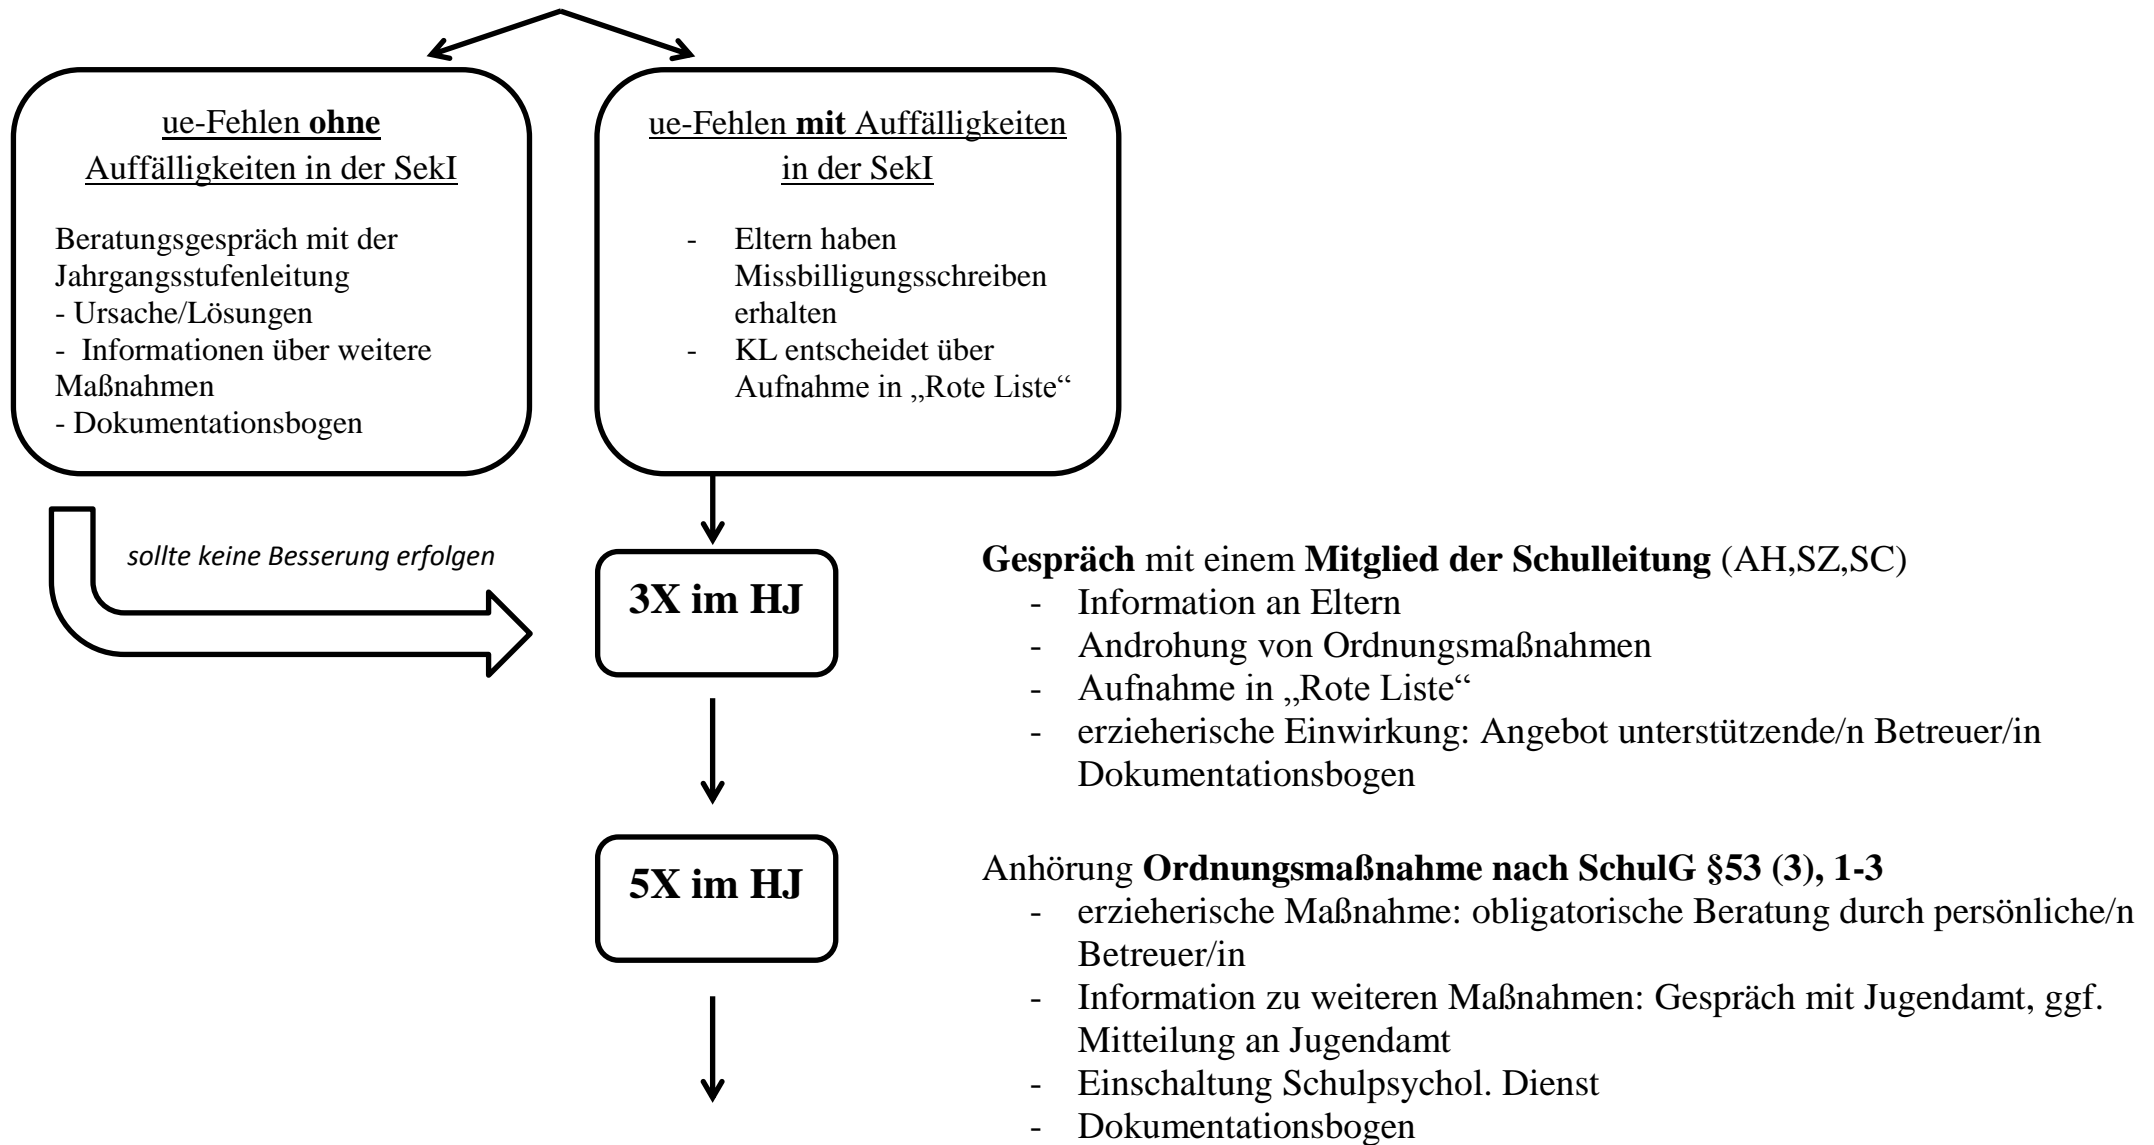 ue-Fehlen ohne
Auffälligkeiten in der SekI
Beratungsgespräch mit der
Jahrgangsstufenleitung
- Ursache/Lösungen
- Informationen über weitere
Maßnahmen
- Dokumentationsbogen
ue-Fehlen mit Auffälligkeiten
in der SekI
- Eltern haben
Missbilligungsschreiben
erhalten
- KL entscheidet über
Aufnahme in „Rote Liste“
sollte keine Besserung erfolgen
3X im HJ
Gespräch mit einem Mitglied der Schulleitung (AH,SZ,SC)
- Information an Eltern
- Androhung von Ordnungsmaßnahmen
- Aufnahme in „Rote Liste“
- erzieherische Einwirkung: Angebot unterstützende/n Betreuer/in
Dokumentationsbogen
5X im HJ
Anhörung Ordnungsmaßnahme nach SchulG §53 (3), 1-3
- erzieherische Maßnahme: obligatorische Beratung durch persönliche/n
Betreuer/in
- Information zu weiteren Maßnahmen: Gespräch mit Jugendamt, ggf.
Mitteilung an Jugendamt
- Einschaltung Schulpsychol. Dienst
- Dokumentationsbogen